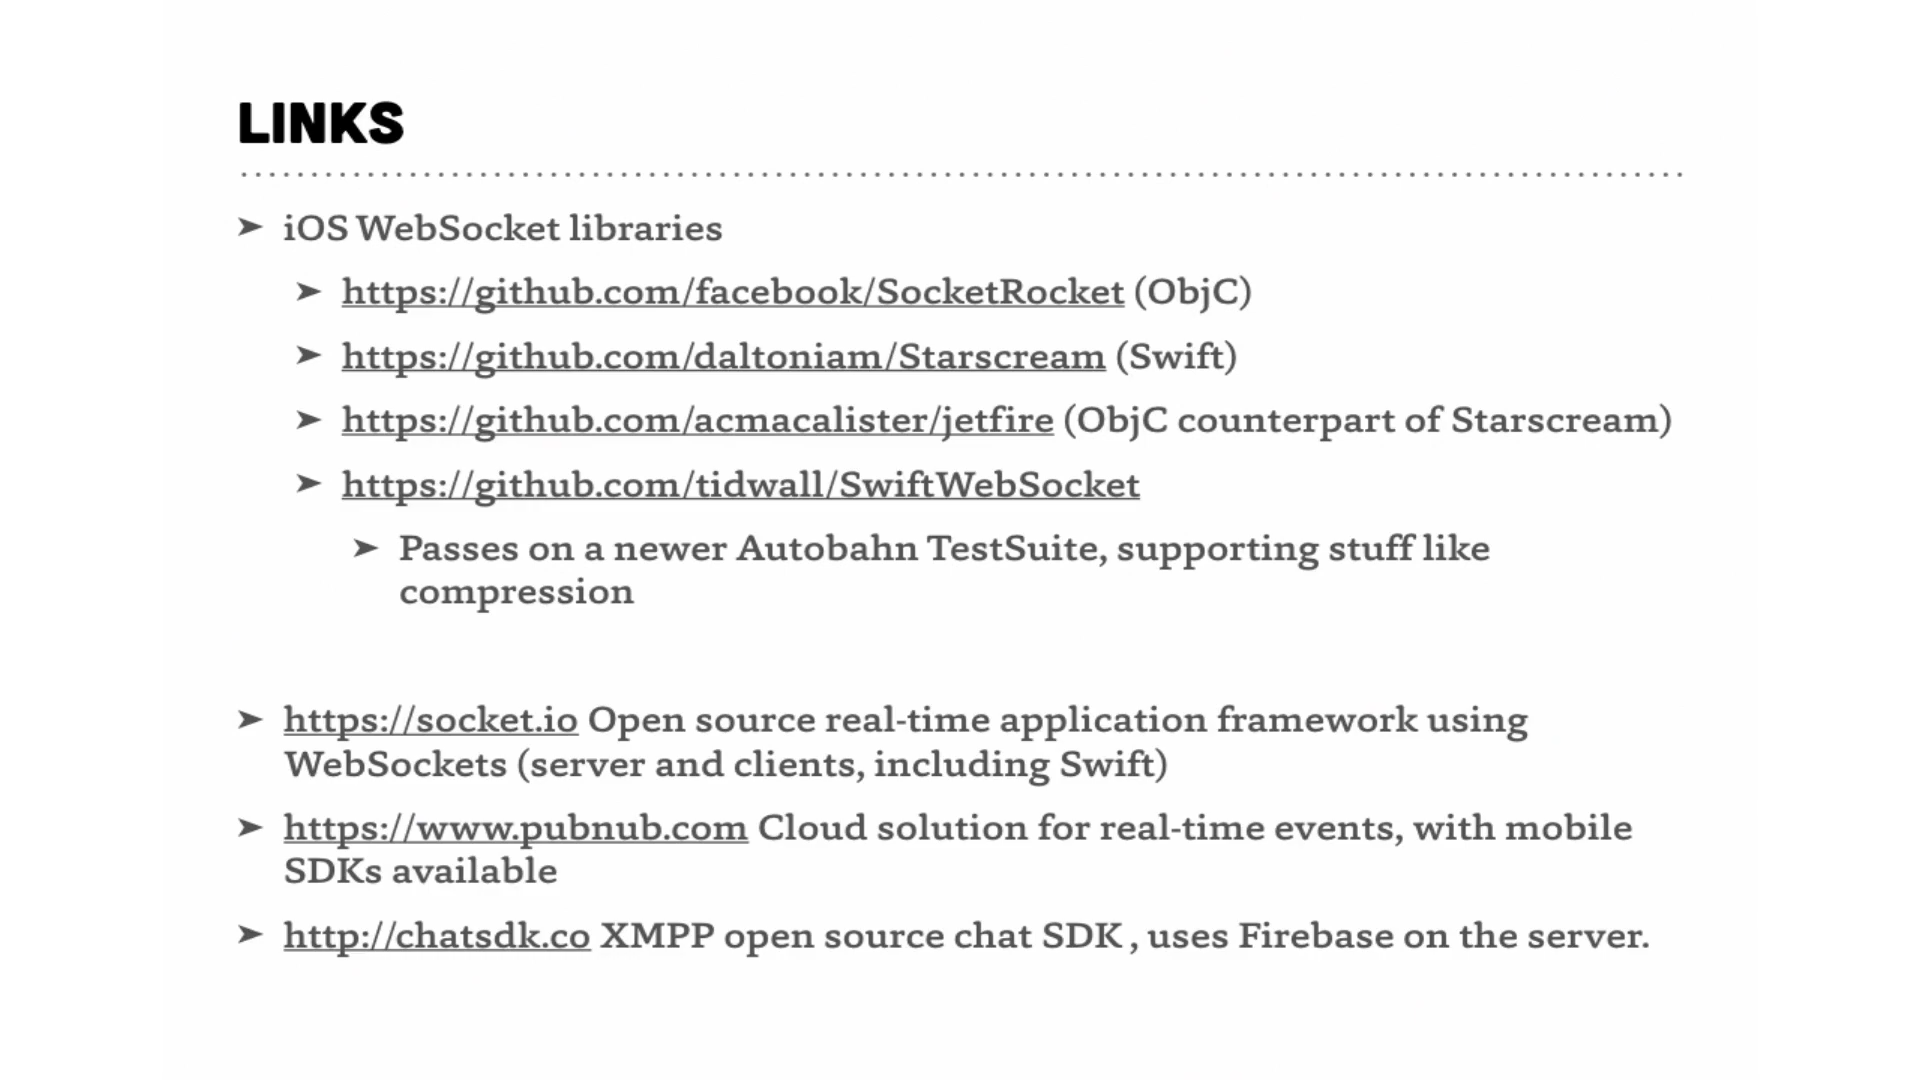 LINKS
➤ iOS WebSocket libraries
➤ https://github.com/facebook/SocketRocket (ObjC)
➤ https://github.com/daltoniam/Starscream (Swift)
➤ https://github.com/acmacalister/jetfire (ObjC counterpart of Starscream)
➤ https://github.com/tidwall/SwiftWebSocket
➤ Passes on a newer Autobahn TestSuite, supporting stuff like
compression
➤ https://socket.io Open source real-time application framework using
WebSockets (server and clients, including Swift)
➤ https://www.pubnub.com Cloud solution for real-time events, with mobile
SDKs available
➤ http://chatsdk.co XMPP open source chat SDK , uses Firebase on the server.